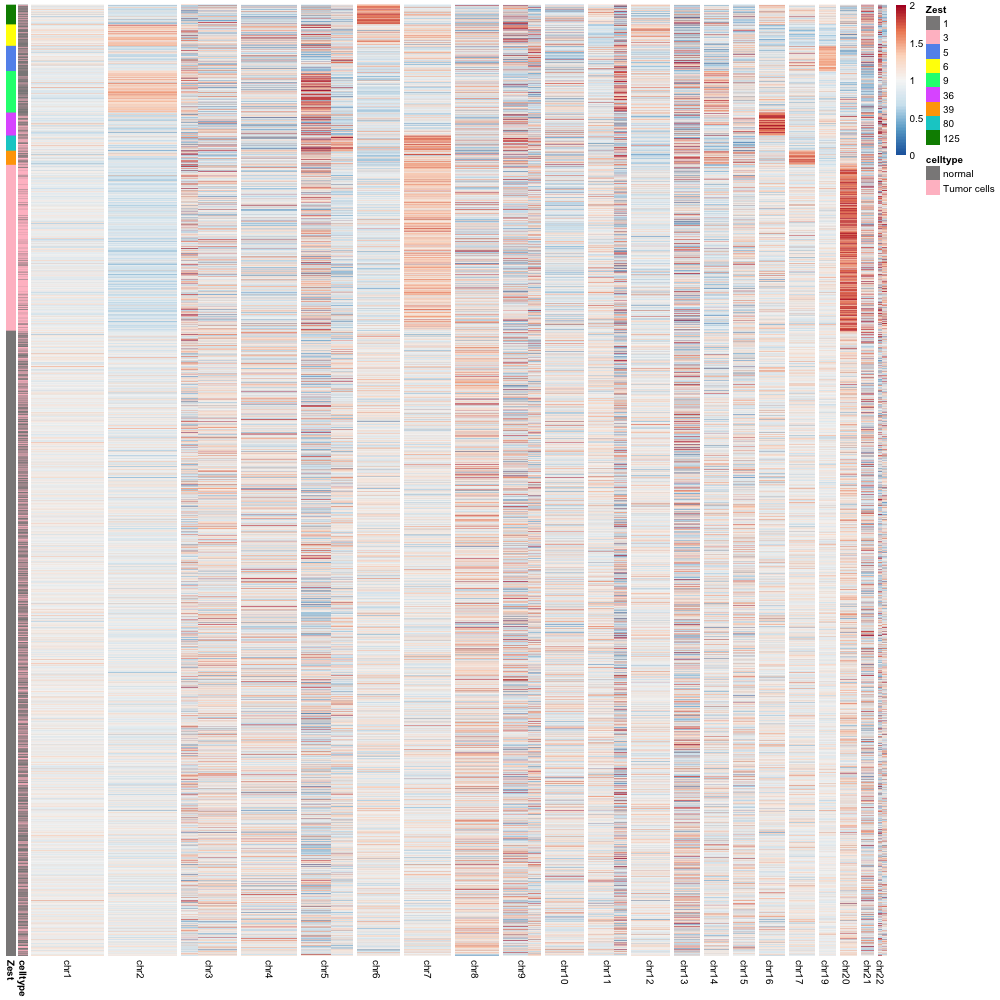 Zest
1
3
5
6
9
36
39
80
125
celltype
normal
Tumor cells
2
1.5
1
0.5
0
Zest
celltype
chr1
chr2
chr3
chr4
chr5
chr6
chr7
chr8
chr9
chr10
chr11
chr12
chr13
chr14
chr15
chr16
chr17
chr19
chr20
chr21
chr22